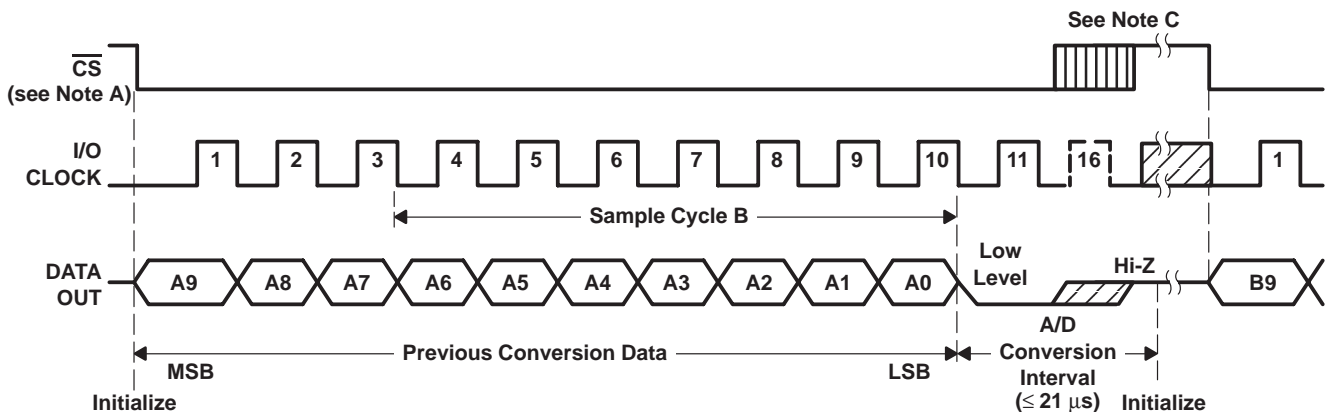 See Note C
CS
(see Note A)
I/O
CLOCK
1 2 3 4 5 6 7 8 9 10 11 16 1
Sample Cycle B
DATA
OUT
A9 A8 A7 A6 A5 A4 A3 A2 A1 A0 Low
Level Hi-Z B9
Previous Conversion Data
MSB LSB
A/D
Conversion
Interval
(≤ 21 μs)
Initialize Initialize